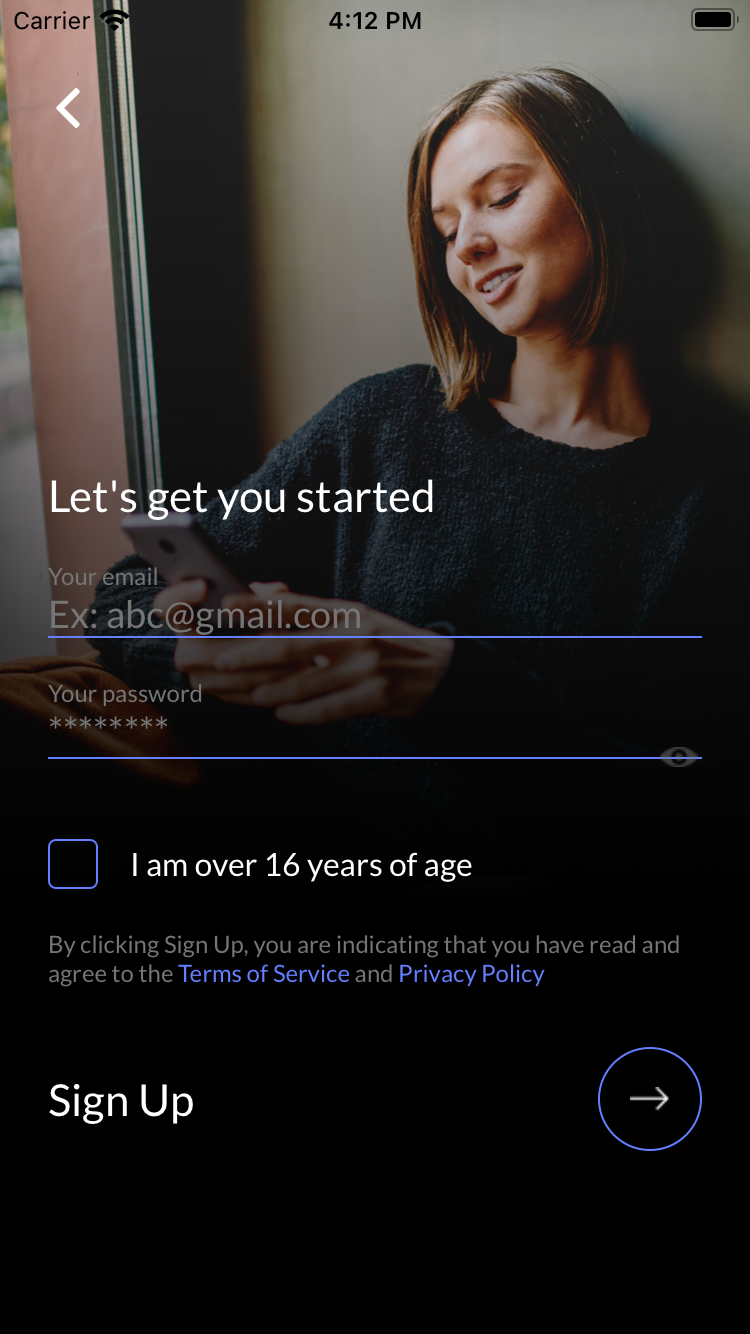 Carrier 4:12 PM
Let's get you started
Your email
Ex: abc@gmail.com
Your password
********
I am over 16 years of age
By clicking Sign Up, you are indicating that you have read and
agree to the Terms of Service and Privacy Policy
Sign Up